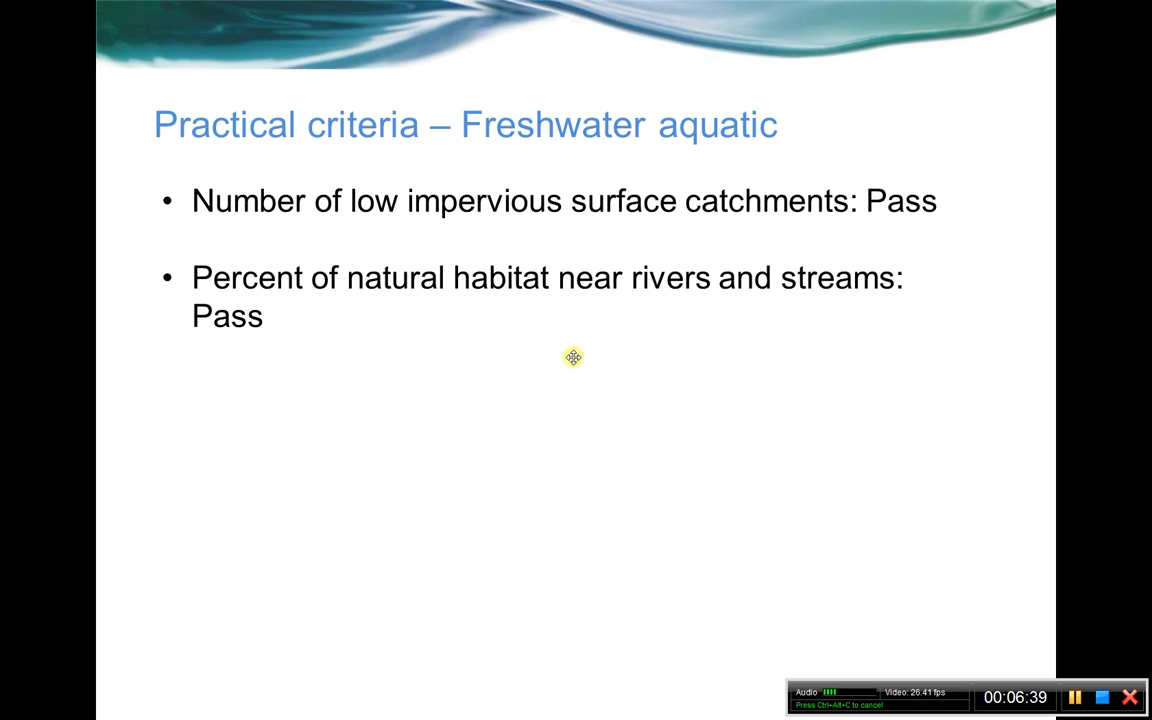 Practical criteria – Freshwater aquatic
• Number of low impervious surface catchments: Pass
• Percent of natural habitat near rivers and streams:
Pass
Audio
Video: 26.41 fps
Press Ctrl+Alt+C to cancel
00:06:39